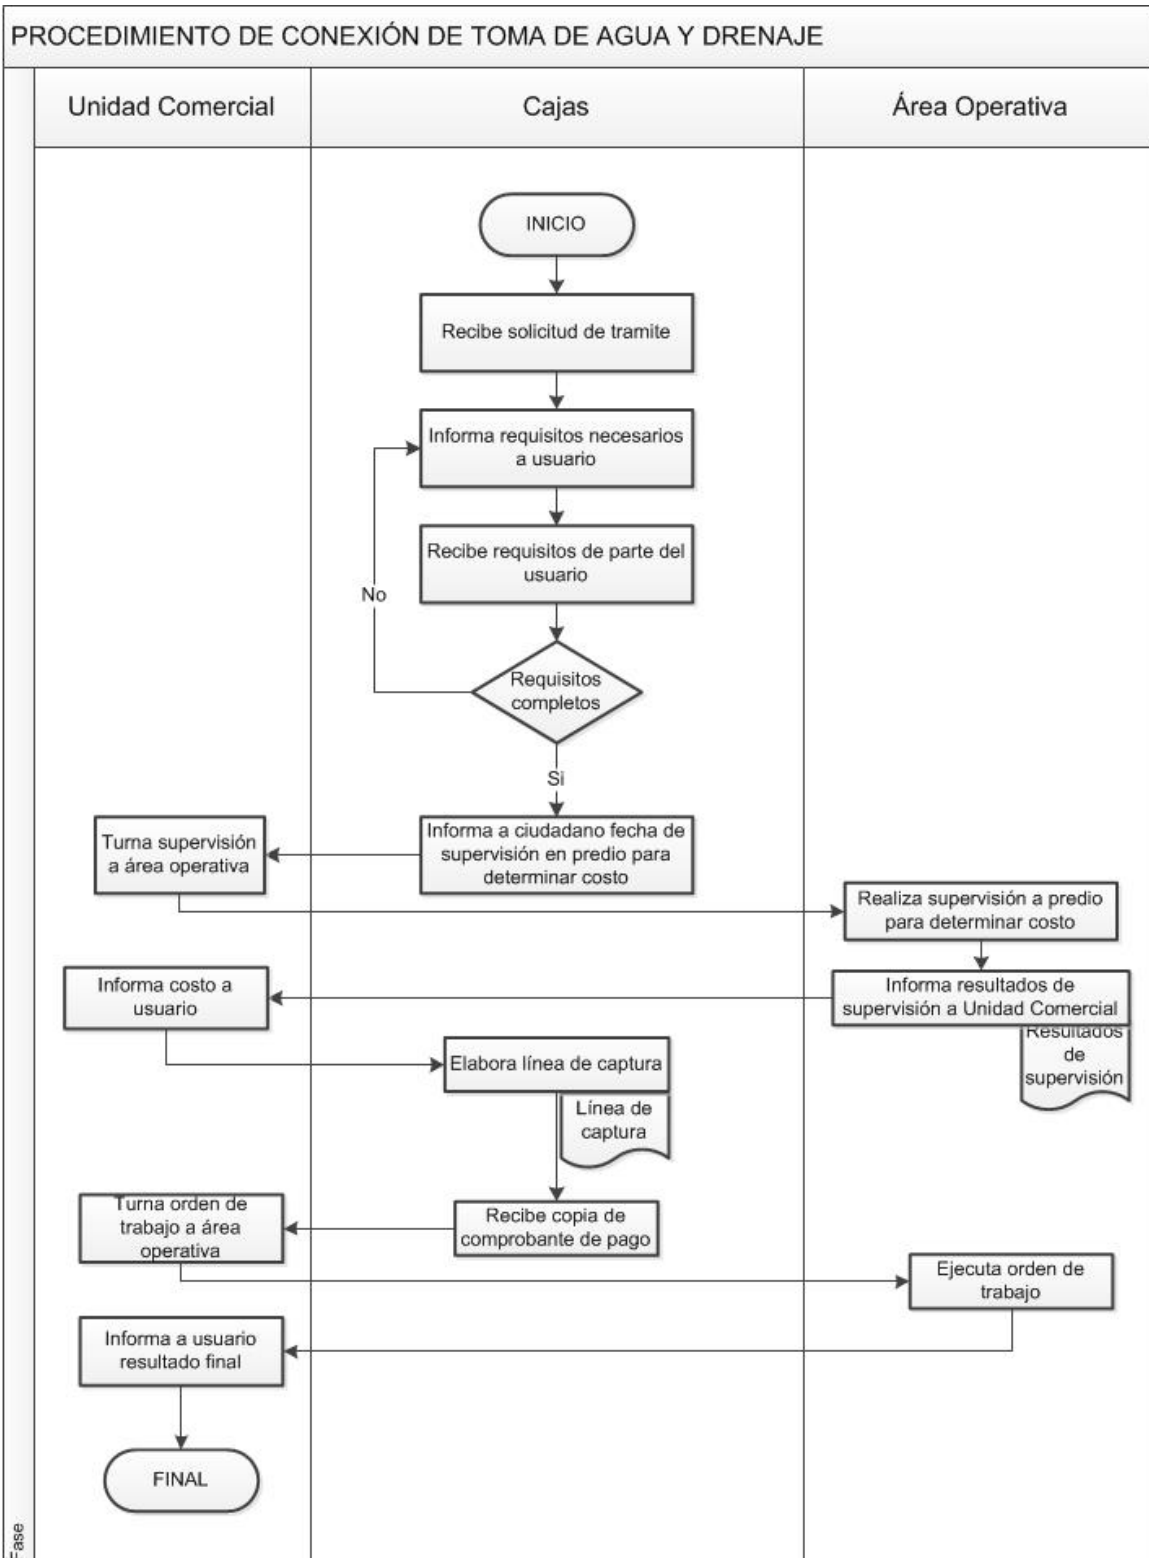 PROCEDIMIENTO DE CONEXIÓN DE TOMA DE AGUA Y DRENAJE
Unidad Comercial
Cajas
Área Operativa
INICIO
Recibe solicitud de tramite
Informa requisitos necesarios
a usuario
Recibe requisitos de parte del
usuario
No
Requisitos
completos
Si
Turna supervisión
a área operativa
Informa a ciudadano fecha de
supervisión en predio para
determinar costo
Realiza supervisión a predio
para determinar costo
Informa costo a
usuario
Informa resultados de
supervisión a Unidad Comercial
Resultados
de
supervisión
Elabora línea de captura
Línea de
captura
Turna orden de
trabajo a área
operativa
Recibe copia de
comprobante de pago
Ejecuta orden de
trabajo
Informa a usuario
resultado final
FINAL
Fase